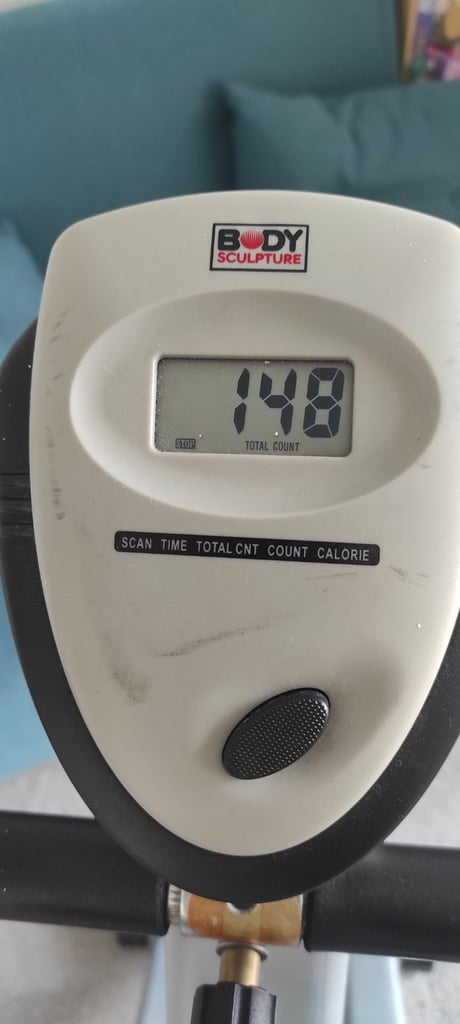 BODY
SCULPTURE
148
STOP TOTAL COUNT
SCAN TIME TOTAL CNT COUNT CALORIE